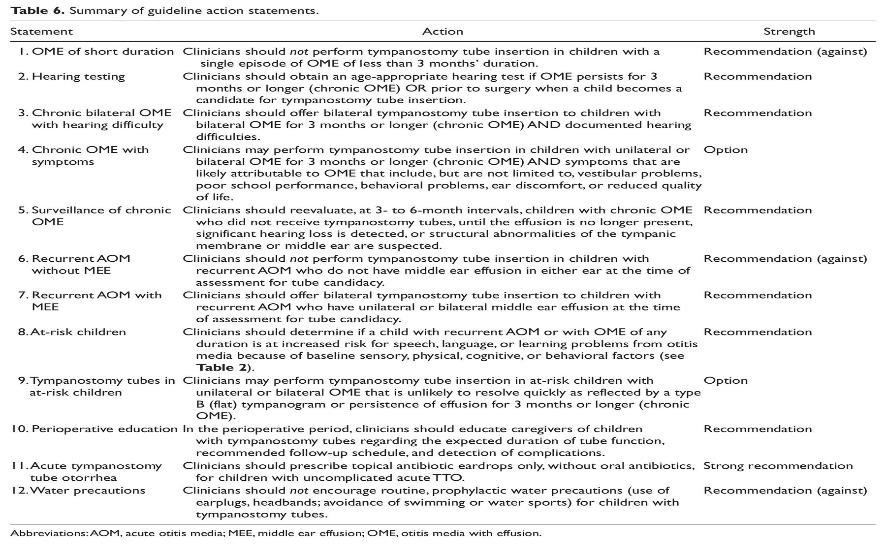 Table 6. Summary of guideline action statements.
Statement Action Strength
1. OME of short duration Clinicians should not perform tympanostomy tube insertion in children with a Recommendation (against)
single episode of OME of less than 3 months' duration.
2. Hearing testing Clinicians should obtain an age-appropriate hearing test if OME persists for 3 Recommendation
months or longer (chronic OME) OR prior to surgery when a child becomes a
candidate for tympanostomy tube insertion.
3. Chronic bilateral OME Clinicians should offer bilateral tympanostomy tube insertion to children with Recommendation
with hearing difficulty bilateral OME for 3 months or longer (chronic OME) AND documented hearing
difficulties.
4. Chronic OME with Clinicians may perform tympanostomy tube insertion in children with unilateral or Option
symptoms bilateral OME for 3 months or longer (chronic OME) AND symptoms that are
likely attributable to OME that include, but are not limited to, vestibular problems,
poor school performance, behavioral problems, ear discomfort, or reduced quality
of life.
5. Surveillance of chronic Clinicians should reevaluate, at 3- to 6-month intervals, children with chronic OME Recommendation
OME who did not receive tympanostomy tubes, until the effusion is no longer present,
significant hearing loss is detected, or structural abnormalities of the tympanic
membrane or middle ear are suspected.
6. Recurrent AOM Clinicians should not perform tympanostomy tube insertion in children with Recommendation (against)
without MEE recurrent AOM who do not have middle ear effusion in either ear at the time of
assessment for tube candidacy.
7. Recurrent AOM with Clinicians should offer bilateral tympanostomy tube insertion to children with Recommendation
MEE recurrent AOM who have unilateral or bilateral middle ear effusion at the time
of assessment for tube candidacy.
8. At-risk children Clinicians should determine if a child with recurrent AOM or with OME of any Recommendation
duration is at increased risk for speech, language, or learning problems from otitis
media because of baseline sensory, physical, cognitive, or behavioral factors (see
Table 2).
9. Tympanostomy tubes in Clinicians may perform tympanostomy tube insertion in at-risk children with Option
at-risk children unilateral or bilateral OME that is unlikely to resolve quickly as reflected by a type
B (flat) tympanogram or persistence of effusion for 3 months or longer (chronic
OME).
10. Perioperative education In the perioperative period, clinicians should educate caregivers of children Recommendation
with tympanostomy tubes regarding the expected duration of tube function,
recommended follow-up schedule, and detection of complications.
11. Acute tympanostomy Clinicians should prescribe topical antibiotic eardrops only, without oral antibiotics, Strong recommendation
tube otorrhea for children with uncomplicated acute TTO.
12. Water precautions Clinicians should not encourage routine, prophylactic water precautions (use of Recommendation (against)
earplugs, headbands; avoidance of swimming or water sports) for children with
tympanostomy tubes.
Abbreviations: AOM, acute otitis media; MEE, middle ear effusion; OME, otitis media with effusion.